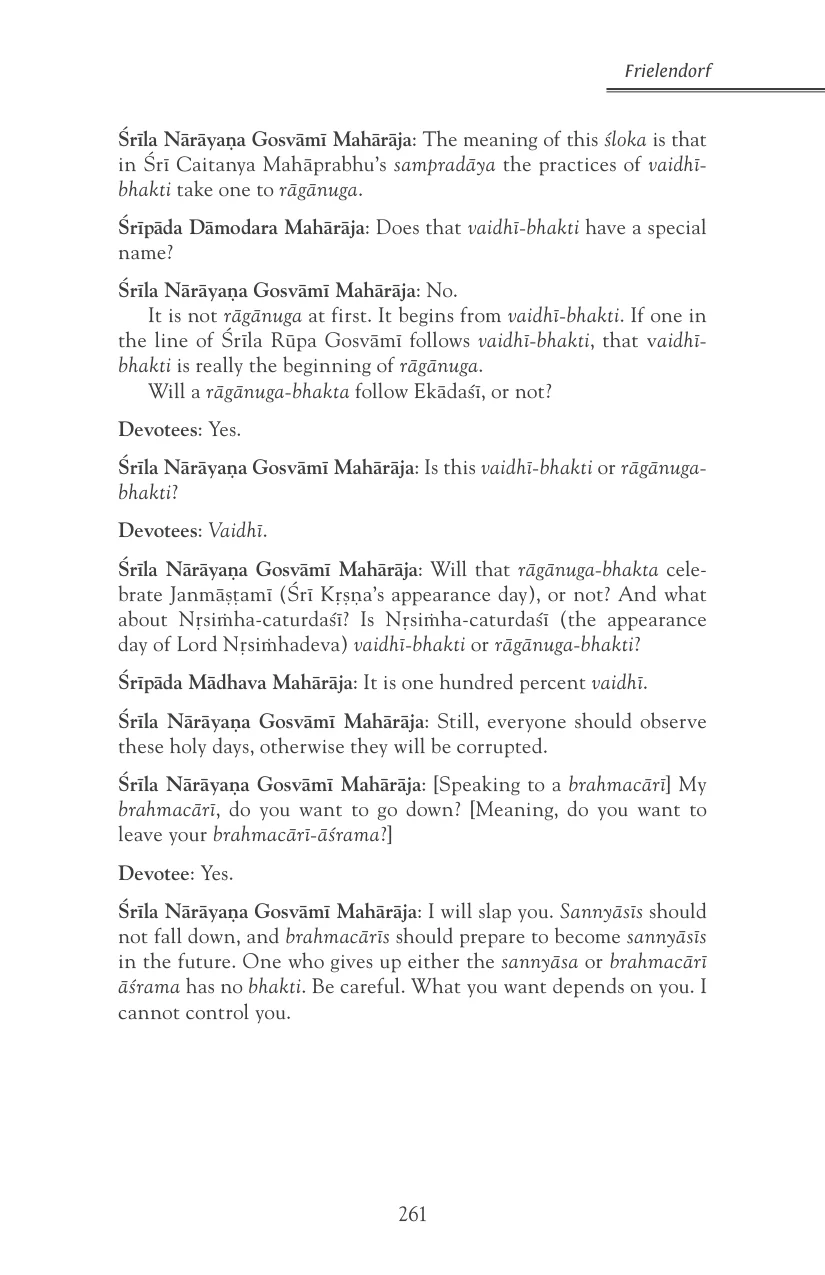 Frielendorf
Śrīla Nārāyaṇa Gosvāmī Mahārāja: The meaning of this śloka is that
in Śrī Caitanya Mahāprabhu’s sampradāya the practices of vaidhī-
bhakti take one to rāgānuga.
Śrīpāda Dāmodara Mahārāja: Does that vaidhī-bhakti have a special
name?
Śrīla Nārāyaṇa Gosvāmī Mahārāja: No.
It is not rāgānuga at first. It begins from vaidhī-bhakti. If one in
the line of Śrīla Rūpa Gosvāmī follows vaidhī-bhakti, that vaidhī-
bhakti is really the beginning of rāgānuga.
Will a rāgānuga-bhakta follow Ekādaśī, or not?
Devotees: Yes.
Śrīla Nārāyaṇa Gosvāmī Mahārāja: Is this vaidhī-bhakti or rāgānuga-
bhakti?
Devotees: Vaidhī.
Śrīla Nārāyaṇa Gosvāmī Mahārāja: Will that rāgānuga-bhakta cele-
brate Janmāṣṭamī (Śrī Kṛṣṇa’s appearance day), or not? And what
about Nṛsiṁha-caturdaśī? Is Nṛsiṁha-caturdaśī (the appearance
day of Lord Nṛsiṁhadeva) vaidhī-bhakti or rāgānuga-bhakti?
Śrīpāda Mādhava Mahārāja: It is one hundred percent vaidhī.
Śrīla Nārāyaṇa Gosvāmī Mahārāja: Still, everyone should observe
these holy days, otherwise they will be corrupted.
Śrīla Nārāyaṇa Gosvāmī Mahārāja: [Speaking to a brahmacārī] My
brahmacārī, do you want to go down? [Meaning, do you want to
leave your brahmacārī-āśrama?]
Devotee: Yes.
Śrīla Nārāyaṇa Gosvāmī Mahārāja: I will slap you. Sannyāsīs should
not fall down, and brahmacārīs should prepare to become sannyāsīs
in the future. One who gives up either the sannyāsa or brahmacārī
āśrama has no bhakti. Be careful. What you want depends on you. I
cannot control you.
261